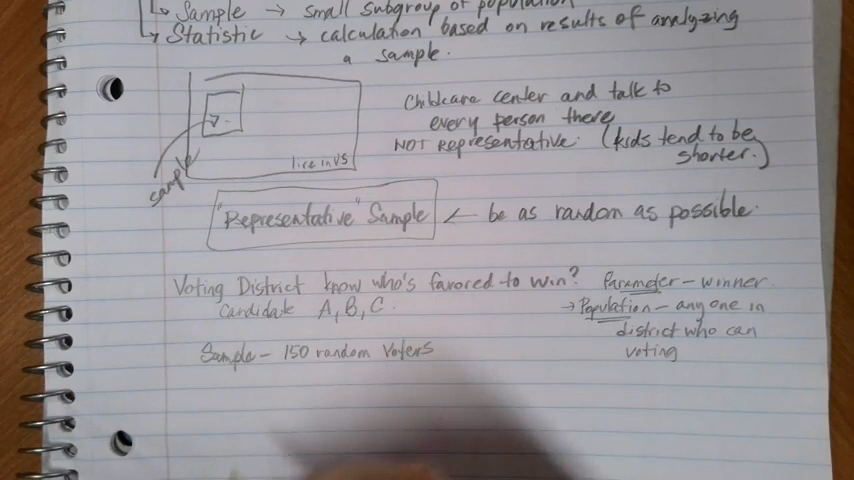 Sample → small subgroup of population
Statistic → calculation based on results of analyzing
a sample.
Childcare center and talk to
every person there
NOT Representative. (kids tend to be
shorter.)
live in US
sample
"Representative" Sample ← be as random as possible.
Voting District know who's favored to win?
Candidate A, B, C.
Parameter - winner.
→ Population - any one in
district who can
voting
Sample - 150 random voters